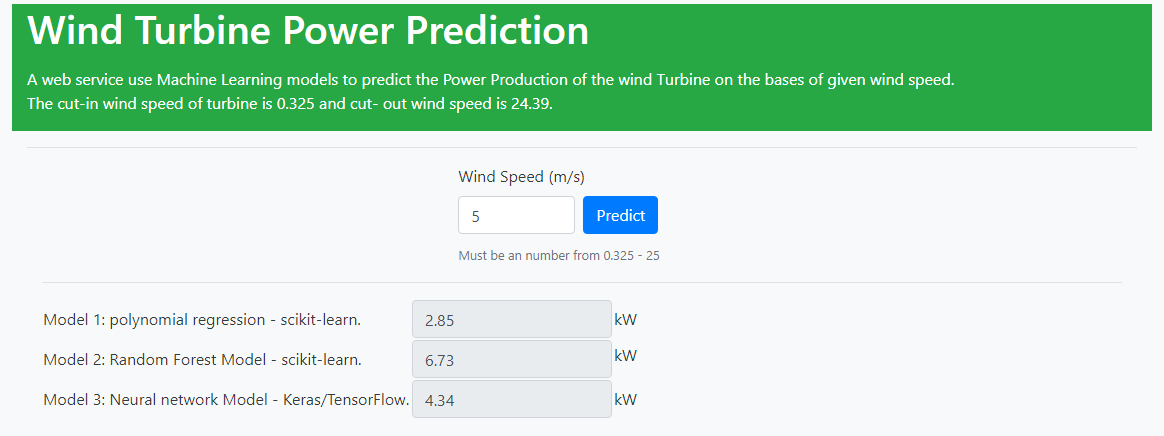 Wind Turbine Power Prediction
A web service use Machine Learning models to predict the Power Production of the wind Turbine on the bases of given wind speed.
The cut-in wind speed of turbine is 0.325 and cut- out wind speed is 24.39.
Wind Speed (m/s)
5 Predict
Must be an number from 0.325 - 25
Model 1: polynomial regression - scikit-learn. 2.85 kW
Model 2: Random Forest Model - scikit-learn. 6.73 kW
Model 3: Neural network Model - Keras/TensorFlow. 4.34 kW